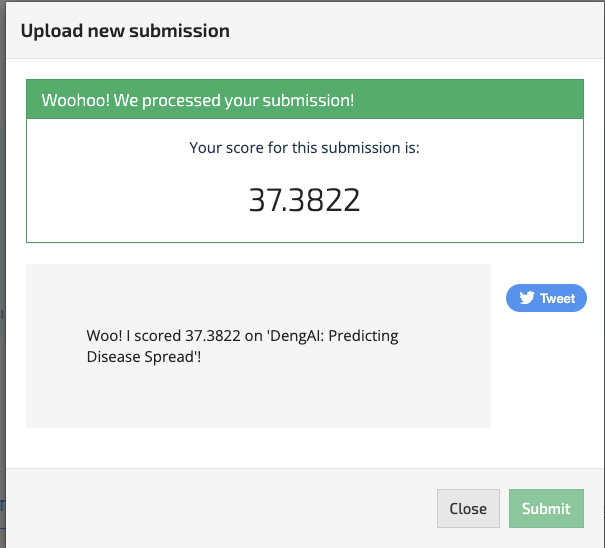 Upload new submission
Woohoo! We processed your submission!
Your score for this submission is:
37.3822
Tweet
Woo! I scored 37.3822 on 'DengAI: Predicting
Disease Spread'!
Close
Submit